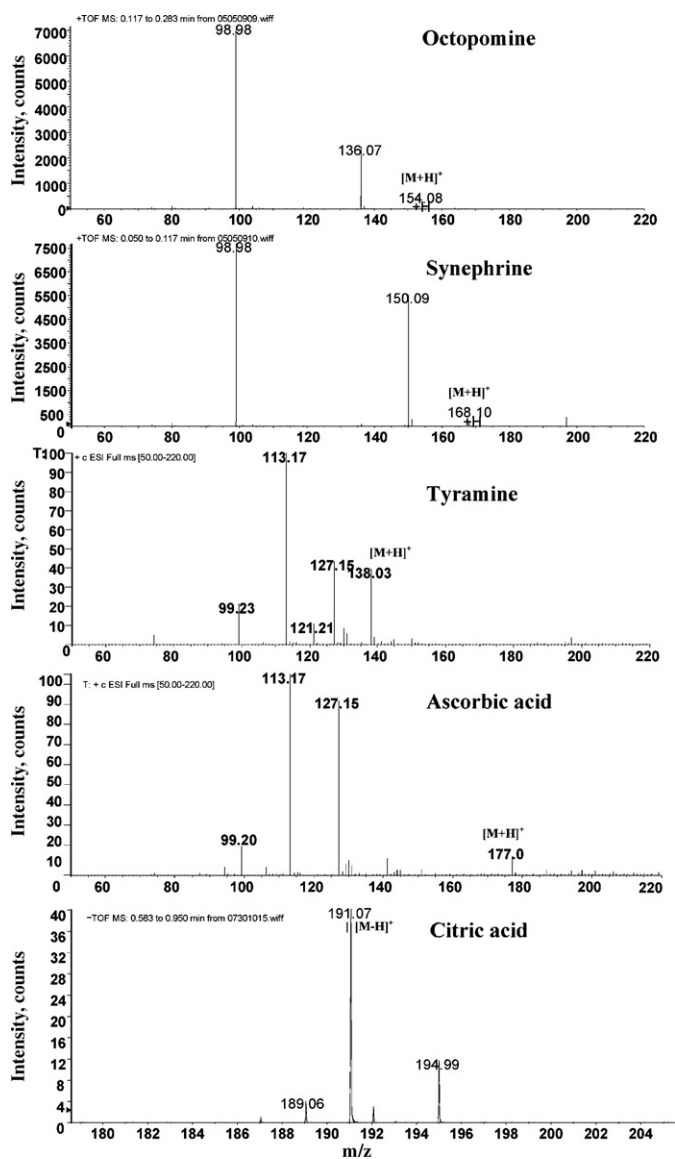 +TOF MS: 0.117 to 0.283 min from 05050909.wiff
Octopomine
Intensity, counts
7000
6000
5000
4000
3000
2000
1000
0
98.98
136.07
[M+H]+
154.08
60 80 100 120 140 160 180 200 220
+TOF MS: 0.050 to 0.117 min from 05050910.wiff
Synephrine
Intensity, counts
7500
6500
5500
4500
3500
2500
1500
500
0
98.98
150.09
[M+H]+
168.10
60 80 100 120 140 160 180 200 220
T: + c ESI Full ms [50.00-220.00]
Tyramine
Intensity, counts
100
90
80
70
60
50
40
30
20
10
0
113.17
127.15
[M+H]+
138.03
99.23
121.21
60 80 100 120 140 160 180 200 220
T: + c ESI Full ms [50.00-220.00]
Ascorbic acid
Intensity, counts
100
90
80
70
60
50
40
30
20
10
0
113.17
127.15
99.20
[M+H]+
177.0
60 80 100 120 140 160 180 200 220
−TOF MS: 0.583 to 0.950 min from 07301015.wiff
Citric acid
Intensity, counts
40
36
32
28
24
20
16
12
8
4
0
191.07
[M-H]+
189.06
194.99
180 182 184 186 188 190 192 194 196 198 200 202 204
m/z